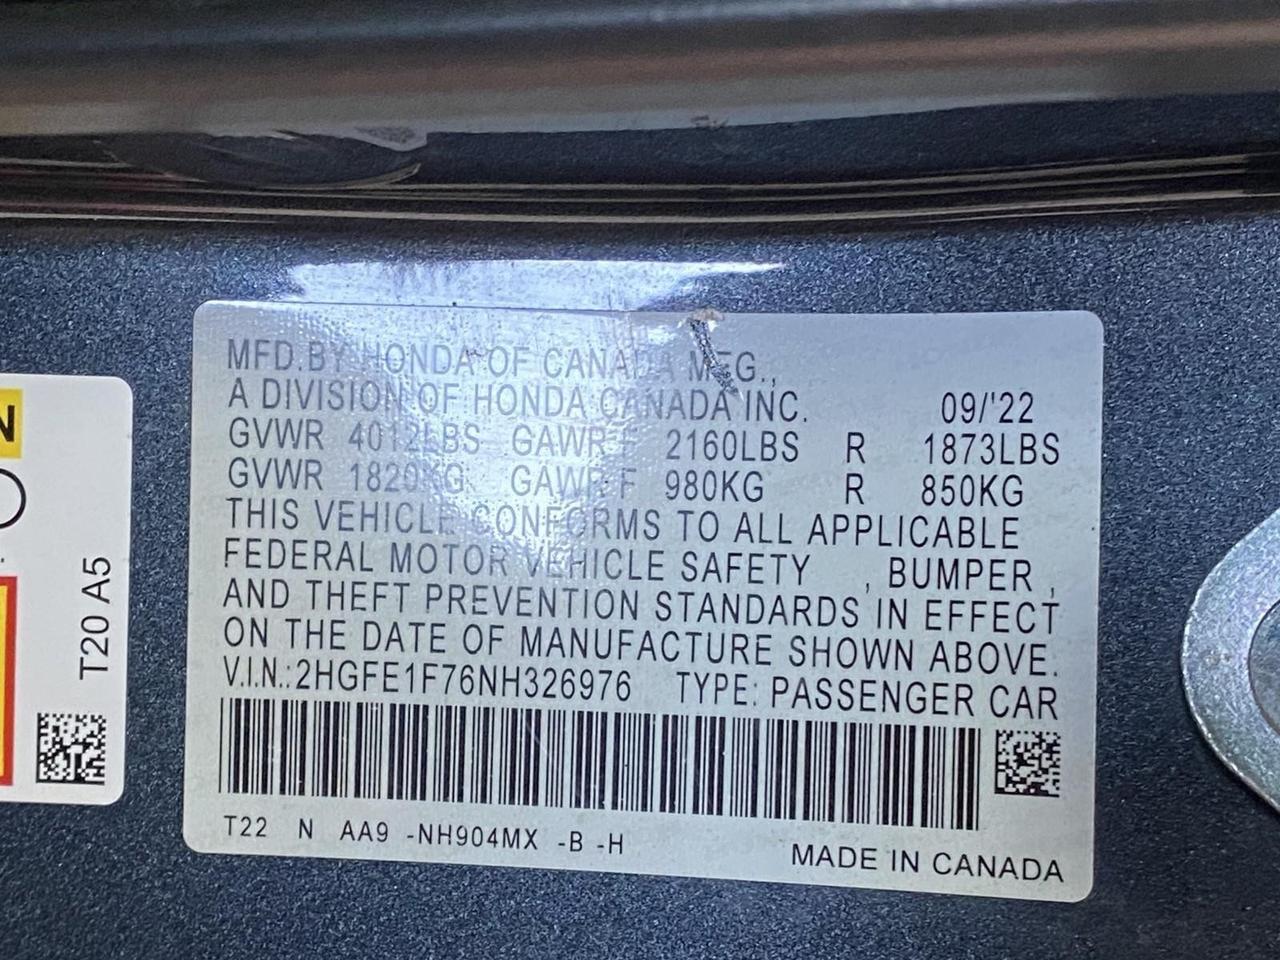 MFD.BY HONDA OF CANADA MFG.,
A DIVISION OF HONDA CANADA INC. 09/'22
GVWR 4012LBS GAWR F 2160LBS R 1873LBS
GVWR 1820KG GAWR F 980KG R 850KG
THIS VEHICLE CONFORMS TO ALL APPLICABLE
FEDERAL MOTOR VEHICLE SAFETY , BUMPER ,
AND THEFT PREVENTION STANDARDS IN EFFECT
ON THE DATE OF MANUFACTURE SHOWN ABOVE.
V.I.N.:2HGFE1F76NH326976 TYPE: PASSENGER CAR
T22 N AA9 -NH904MX -B -H
MADE IN CANADA
N
T20 A5